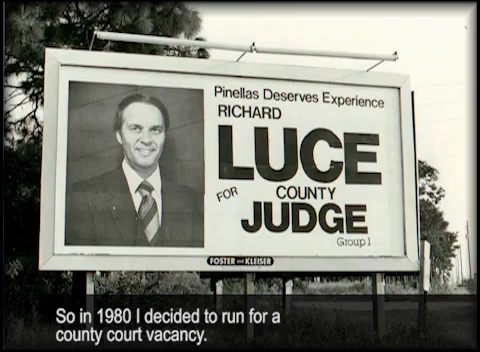 Pinellas Deserves Experience
RICHARD
LUCE
FOR COUNTY
JUDGE
Group 1
FOSTER AND KLEISER
So in 1980 I decided to run for a
county court vacancy.